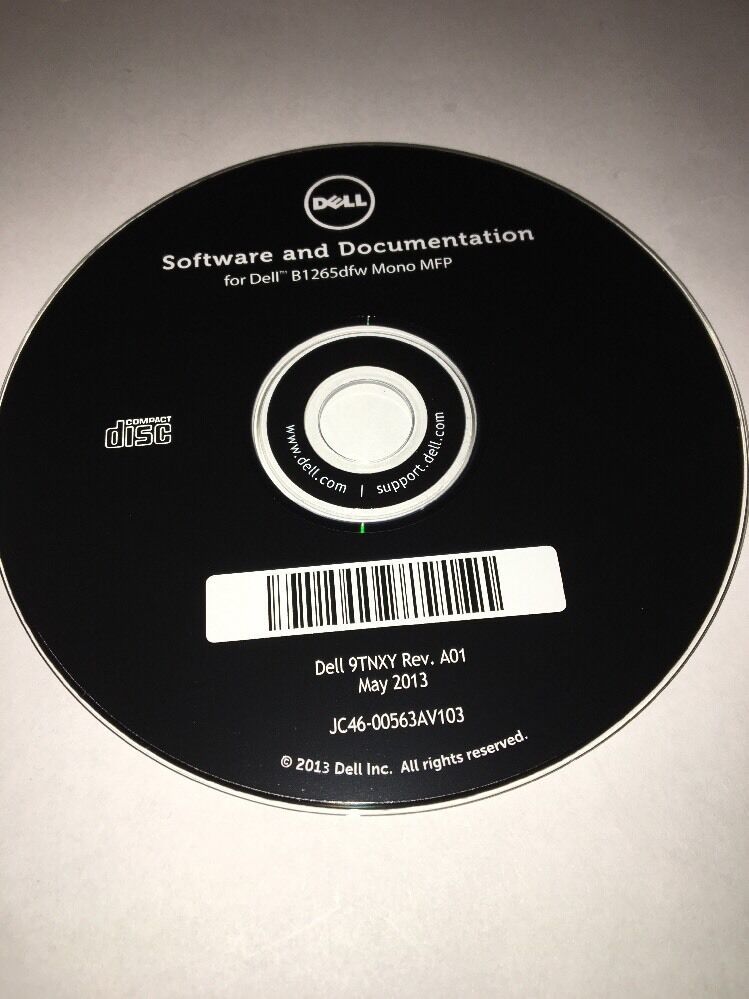 DELL
Software and Documentation
for Dell™ B1265dfw Mono MFP
COMPACT
disc
www.dell.com | support.dell.com
Dell 9TNXY Rev. A01
May 2013
JC46-00563AV103
© 2013 Dell Inc. All rights reserved.